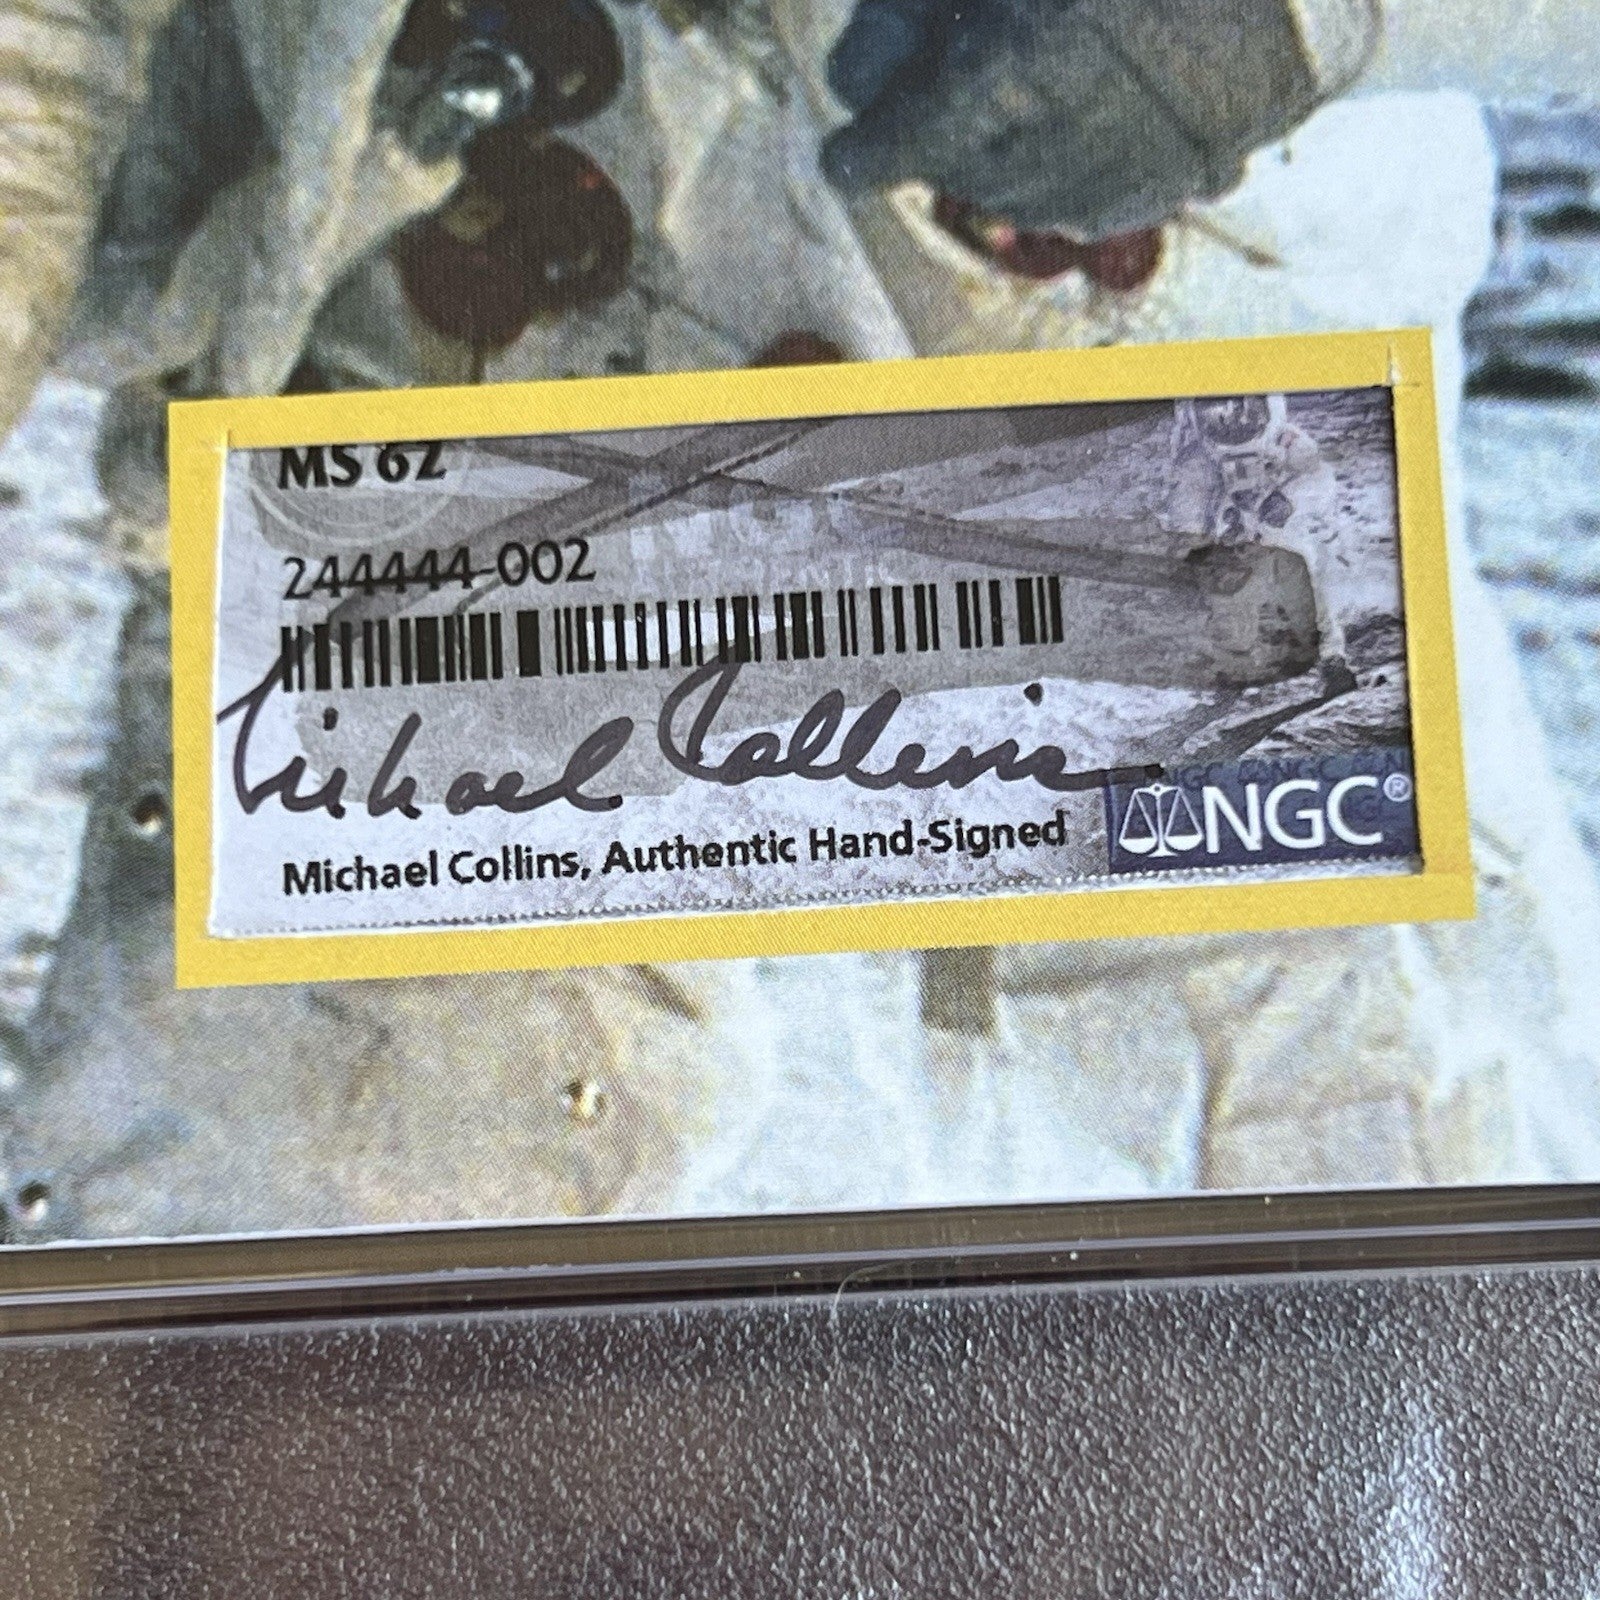 MS 62
244444-002
Michael Collins
Michael Collins, Authentic Hand-Signed
NGC®